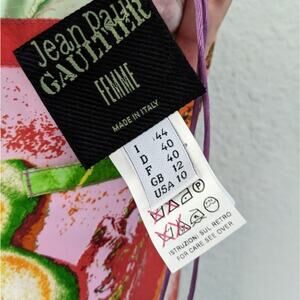 Jean Paul
GAULTIER
FEMME
MADE IN ITALY
I 44
D 40
F 40
GB 12
USA 10
ISTRUZIONI SUL RETRO
FOR CARE SEE OVER